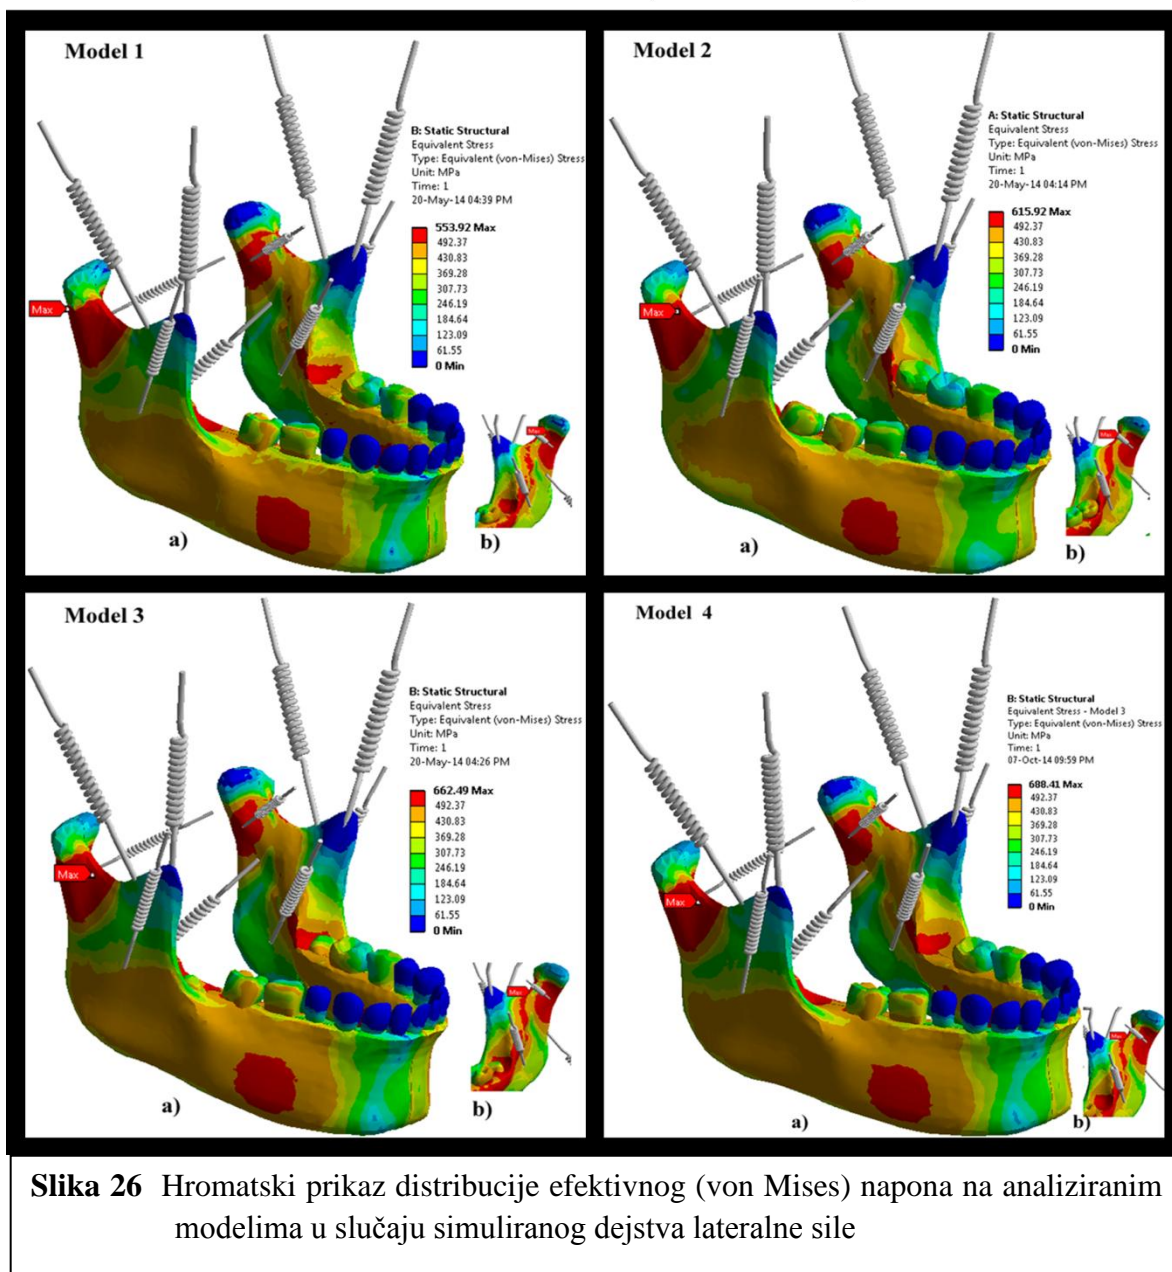 Model 1
B: Static Structural
Equivalent Stress
Type: Equivalent (von-Mises) Stress
Unit: MPa
Time: 1
20-May-14 04:39 PM
553.92 Max
492.37
430.83
369.28
307.73
246.19
184.64
123.09
61.55
0 Min
Max
Max
a)
b)
Model 2
A: Static Structural
Equivalent Stress
Type: Equivalent (von-Mises) Stress
Unit: MPa
Time: 1
20-May-14 04:14 PM
615.92 Max
492.37
430.83
369.28
307.73
246.19
184.64
123.09
61.55
0 Min
Max
Max
a)
b)
Model 3
B: Static Structural
Equivalent Stress
Type: Equivalent (von-Mises) Stress
Unit: MPa
Time: 1
20-May-14 04:26 PM
662.49 Max
492.37
430.83
369.28
307.73
246.19
184.64
123.09
61.55
0 Min
Max
Max
a)
b)
Model 4
B: Static Structural
Equivalent Stress - Model 3
Type: Equivalent (von-Mises) Stress
Unit: MPa
Time: 1
07-Oct-14 09:59 PM
688.41 Max
492.37
430.83
369.28
307.73
246.19
184.64
123.09
61.55
0 Min
Max
Max
a)
b)
Slika 26 Hromatski prikaz distribucije efektivnog (von Mises) napona na analiziranim
modelima u slučaju simuliranog dejstva lateralne sile